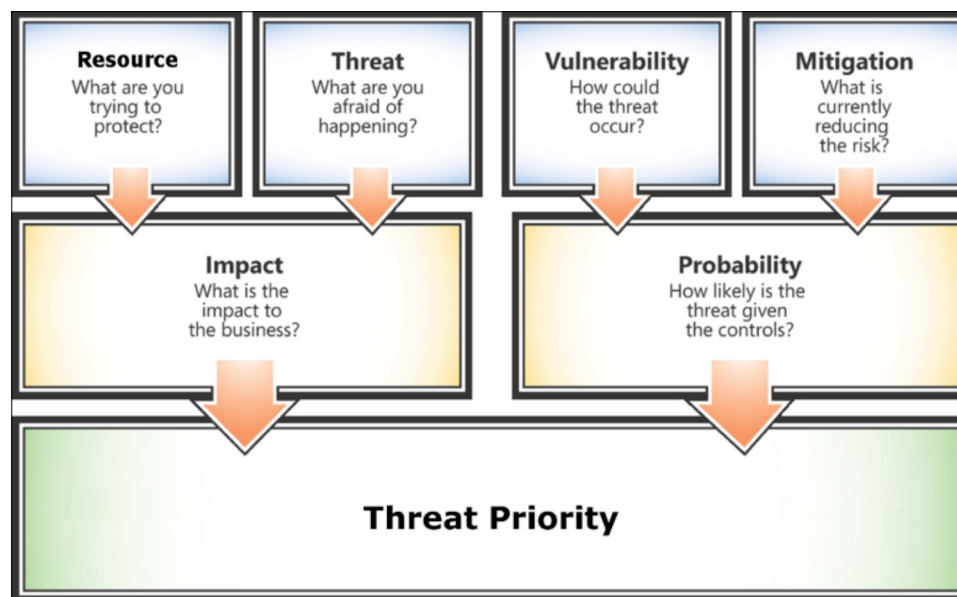 Resource
What are you
trying to
protect?
Threat
What are you
afraid of
happening?
Vulnerability
How could
the threat
occur?
Mitigation
What is
currently
reducing
the risk?
Impact
What is the
impact to
the business?
Probability
How likely is the
threat given
the controls?
Threat Priority